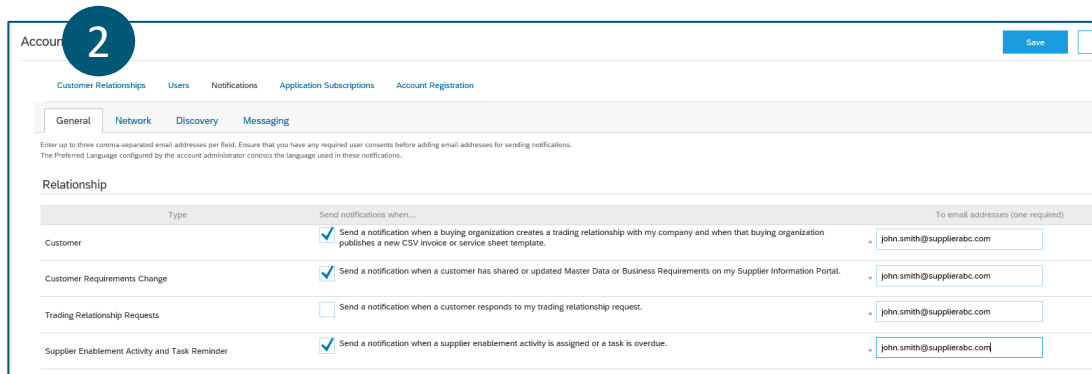 Accoun
2
Save
Customer Relationships Users Notifications Application Subscriptions Account Registration
General Network Discovery Messaging
Enter up to three comma-separated email addresses per field. Ensure that you have any required user consents before adding email addresses for sending notifications.
The Preferred Language configured by the account administrator controls the language used in these notifications.
Relationship
Type Send notifications when... To email addresses (one required)
Customer
Send a notification when a buying organization creates a trading relationship with my company and when that buying organization
publishes a new CSV invoice or service sheet template.
* john.smith@supplierabc.com
Customer Requirements Change Send a notification when a customer has shared or updated Master Data or Business Requirements on my Supplier Information Portal. * john.smith@supplierabc.com
Trading Relationship Requests Send a notification when a customer responds to my trading relationship request. * john.smith@supplierabc.com
Supplier Enablement Activity and Task Reminder Send a notification when a supplier enablement activity is assigned or a task is overdue. * john.smith@supplierabc.com